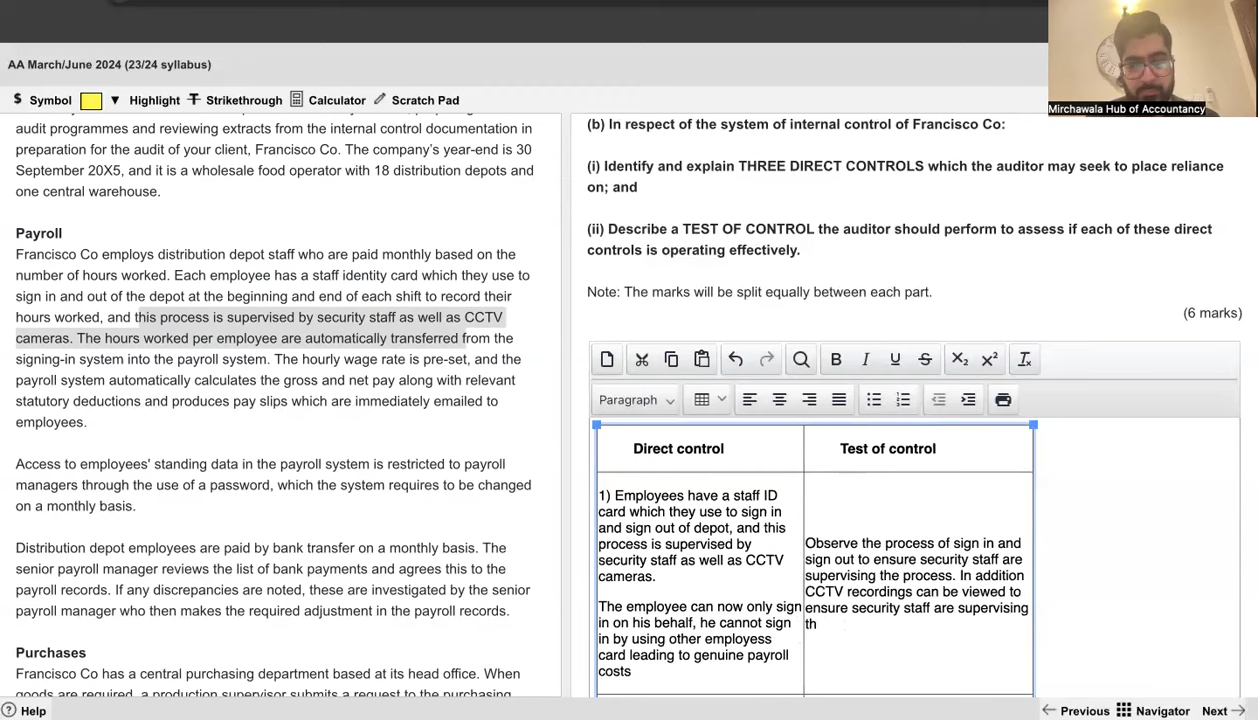 AA March/June 2024 (23/24 syllabus)
Mirchawala Hub of Accountancy
$ Symbol ▼ Highlight Strikethrough Calculator Scratch Pad
audit programmes and reviewing extracts from the internal control documentation in
preparation for the audit of your client, Francisco Co. The company's year-end is 30
September 20X5, and it is a wholesale food operator with 18 distribution depots and
one central warehouse.
Payroll
Francisco Co employs distribution depot staff who are paid monthly based on the
number of hours worked. Each employee has a staff identity card which they use to
sign in and out of the depot at the beginning and end of each shift to record their
hours worked, and this process is supervised by security staff as well as CCTV
cameras. The hours worked per employee are automatically transferred from the
signing-in system into the payroll system. The hourly wage rate is pre-set, and the
payroll system automatically calculates the gross and net pay along with relevant
statutory deductions and produces pay slips which are immediately emailed to
employees.
Access to employees' standing data in the payroll system is restricted to payroll
managers through the use of a password, which the system requires to be changed
on a monthly basis.
Distribution depot employees are paid by bank transfer on a monthly basis. The
senior payroll manager reviews the list of bank payments and agrees this to the
payroll records. If any discrepancies are noted, these are investigated by the senior
payroll manager who then makes the required adjustment in the payroll records.
Purchases
Francisco Co has a central purchasing department based at its head office. When
goods are required, a production supervisor submits a request to the purchasing
(b) In respect of the system of internal control of Francisco Co:
(i) Identify and explain THREE DIRECT CONTROLS which the auditor may seek to place reliance
on; and
(ii) Describe a TEST OF CONTROL the auditor should perform to assess if each of these direct
controls is operating effectively.
Note: The marks will be split equally between each part.
(6 marks)
B I U S X₂ X² Tx
Paragraph
Direct control
Test of control
1) Employees have a staff ID
card which they use to sign in
and sign out of depot, and this
process is supervised by
security staff as well as CCTV
cameras.
The employee can now only sign
in on his behalf, he cannot sign
in by using other employess
card leading to genuine payroll
costs
Observe the process of sign in and
sign out to ensure security staff are
supervising the process. In addition
CCTV recordings can be viewed to
ensure security staff are supervising
th
Help
Previous Navigator Next